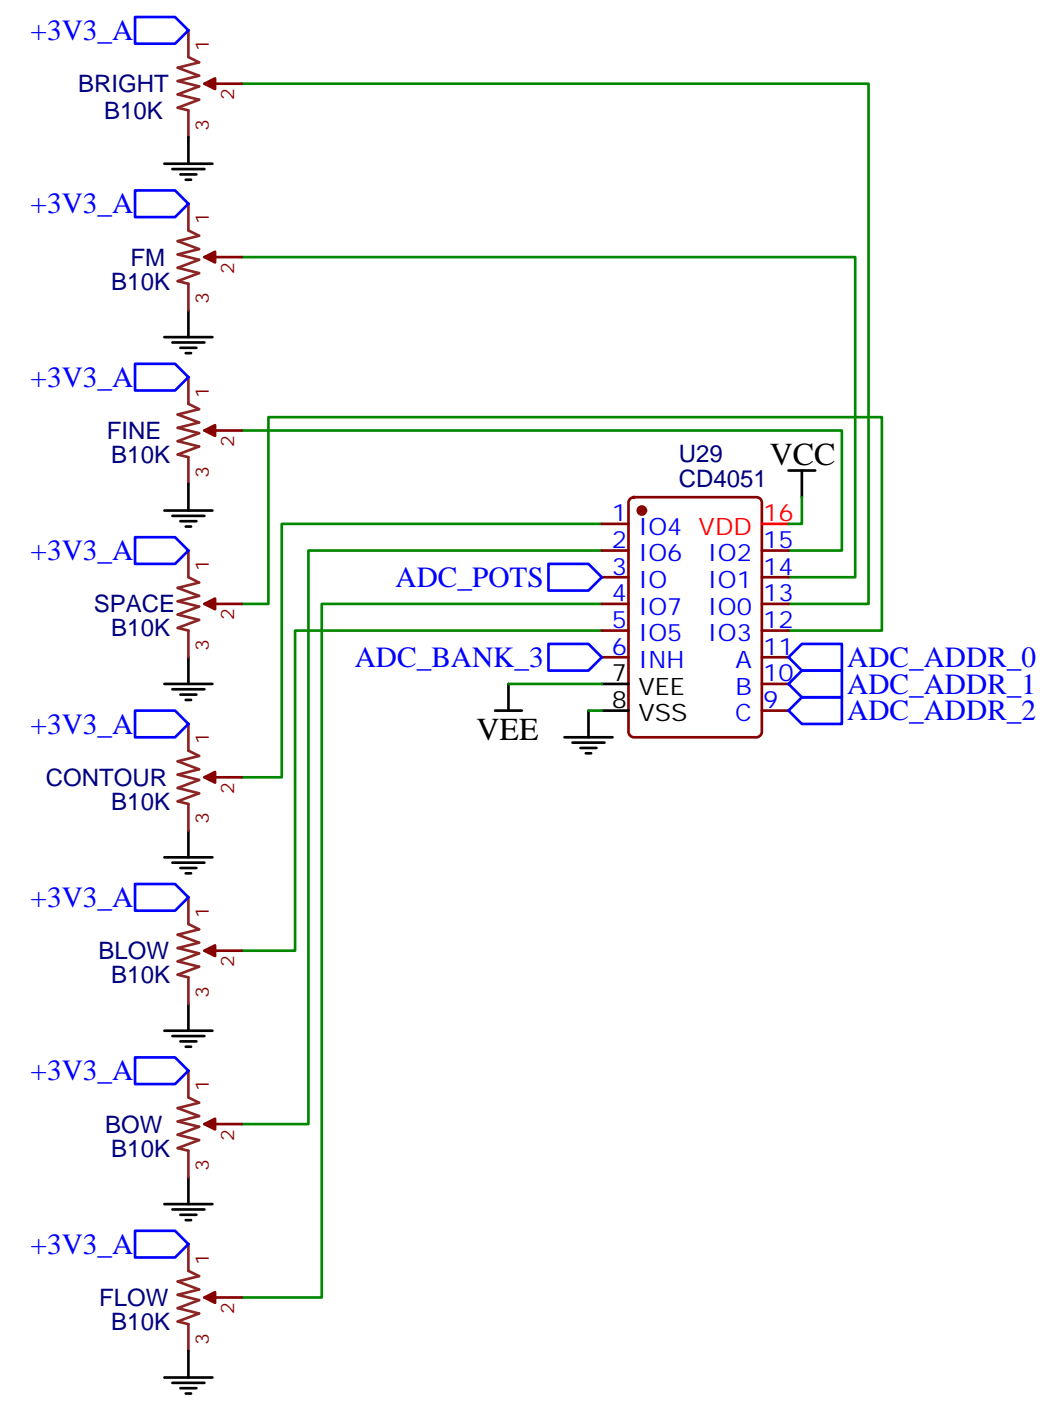 +3V3_A
1
BRIGHT
2
B10K
3
+3V3_A
1
FM
2
B10K
3
+3V3_A
1
FINE
2
B10K
3
+3V3_A
1
SPACE
2
B10K
3
+3V3_A
1
CONTOUR
2
B10K
3
+3V3_A
1
BLOW
2
B10K
3
+3V3_A
1
BOW
2
B10K
3
+3V3_A
1
FLOW
2
B10K
3
U29
CD4051
VCC
1 IO4 VDD 16
2 IO6 IO2 15
ADC_POTS 3 IO IO1 14
4 IO7 IO0 13
5 IO5 IO3 12
ADC_BANK_3 6 INH A 11 ADC_ADDR_0
7 VEE B 10 ADC_ADDR_1
8 VSS C 9 ADC_ADDR_2
VEE